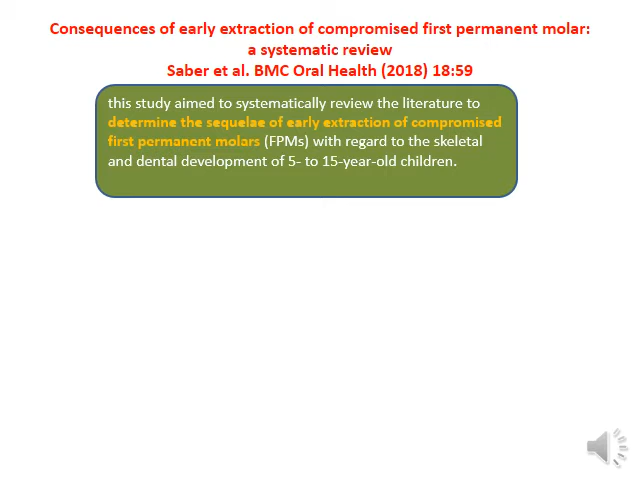 Consequences of early extraction of compromised first permanent molar:
a systematic review
Saber et al. BMC Oral Health (2018) 18:59
this study aimed to systematically review the literature to
determine the sequelae of early extraction of compromised
first permanent molars (FPMs) with regard to the skeletal
and dental development of 5- to 15-year-old children.